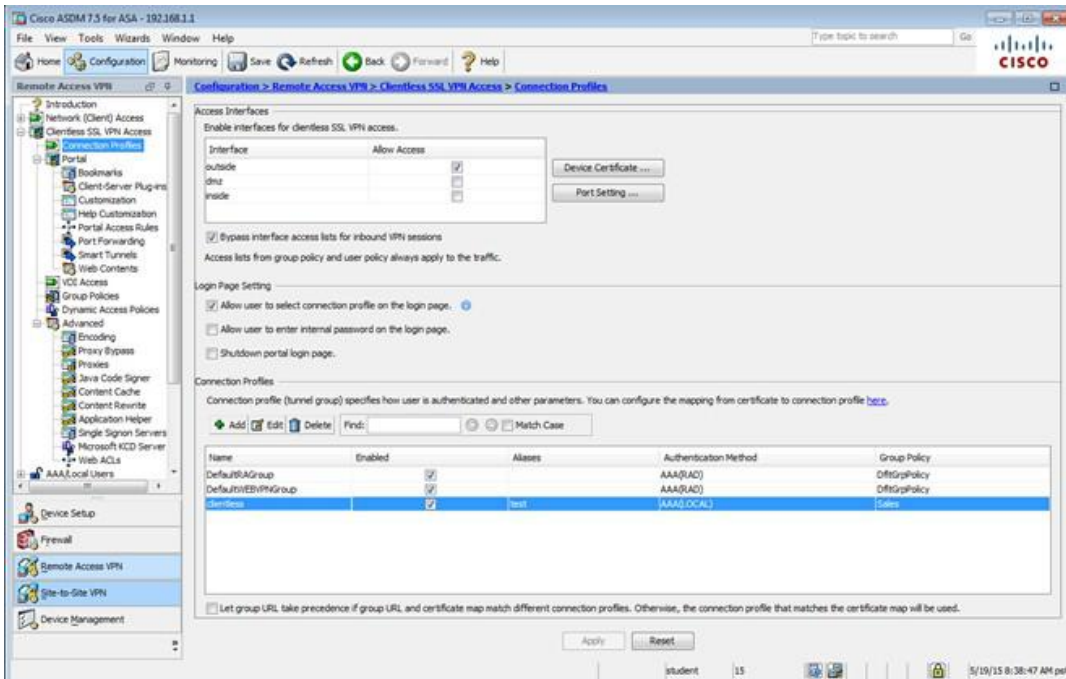 Cisco ASDM 7.5 for ASA - 192.168.1.1
File View Tools Wizards Window Help
Type topic to search Go
Home Configuration Monitoring Save Refresh Back Forward Help
CISCO
Remote Access VPN
Configuration > Remote Access VPN > Clientless SSL VPN Access > Connection Profiles
Introduction
Network (Client) Access
Clientless SSL VPN Access
Connection Profiles
Portal
Bookmarks
Client-Server Plug-ins
Customization
Help Customization
Portal Access Rules
Port Forwarding
Smart Tunnels
Web Contents
VDI Access
Group Policies
Dynamic Access Policies
Advanced
Encoding
Proxy Bypass
Proxies
Java Code Signer
Content Cache
Content Rewrite
Application Helper
Single Signon Servers
Microsoft KCD Server
Web ACLs
AAA/Local Users
Device Setup
Firewall
Remote Access VPN
Site-to-Site VPN
Device Management
Access Interfaces
Enable interfaces for clientless SSL VPN access.
Interface Allow Access
outside
dmz
inside
Device Certificate ...
Port Setting ...
Bypass interface access lists for inbound VPN sessions
Access lists from group policy and user policy always apply to the traffic.
Login Page Setting
Allow user to select connection profile on the login page.
Allow user to enter internal password on the login page.
Shutdown portal login page.
Connection Profiles
Connection profile (tunnel group) specifies how user is authenticated and other parameters. You can configure the mapping from certificate to connection profile here.
Add Edit Delete Find: Match Case
Name Enabled Aliases Authentication Method Group Policy
DefaultRAGroup AAA(RAD) DfltGrpPolicy
DefaultWEBVPNGroup AAA(RAD) DfltGrpPolicy
clientless test AAA(LOCAL) Sales
Let group URL take precedence if group URL and certificate map match different connection profiles. Otherwise, the connection profile that matches the certificate map will be used.
Apply Reset
student 15 5/19/15 8:38:47 AM pst